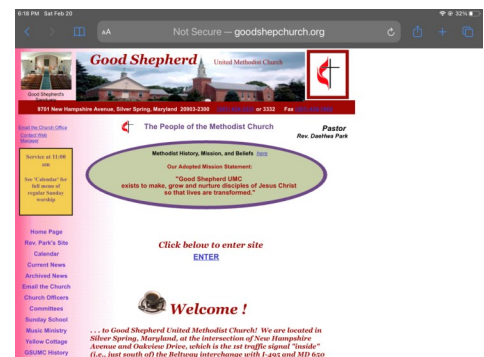 6:18 PM Sat Feb 20
32%
AA
Not Secure — goodshepchurch.org
Good Shepherd
United Methodist Church
Good Shepherd's
9701 New Hampshire Avenue, Silver Spring, Maryland 20903-2300
or 3332 Fax
Email the Church Office
Contact Web
Manager
Service at 11:00
am
See 'Calendar' for
full menu of
regular Sunday
worship
Home Page
Rev. Park's Site
Calendar
Current News
Archived News
Email the Church
Church Officers
Committees
Sunday School
Music Ministry
Yellow Cottage
GSUMC History
The People of the Methodist Church
Pastor
Rev. DaeHwa Park
Methodist History, Mission, and Beliefs here
Our Adopted Mission Statement:
"Good Shepherd UMC
exists to make, grow and nurture disciples of Jesus Christ
so that lives are transformed."
Click below to enter site
ENTER
Welcome !
. . . to Good Shepherd United Methodist Church! We are located in
Silver Spring, Maryland, at the intersection of New Hampshire
Avenue and Oakview Drive, which is the 1st traffic signal "inside"
(i.e., just south of) the Beltway interchange with I-495 and MD 650